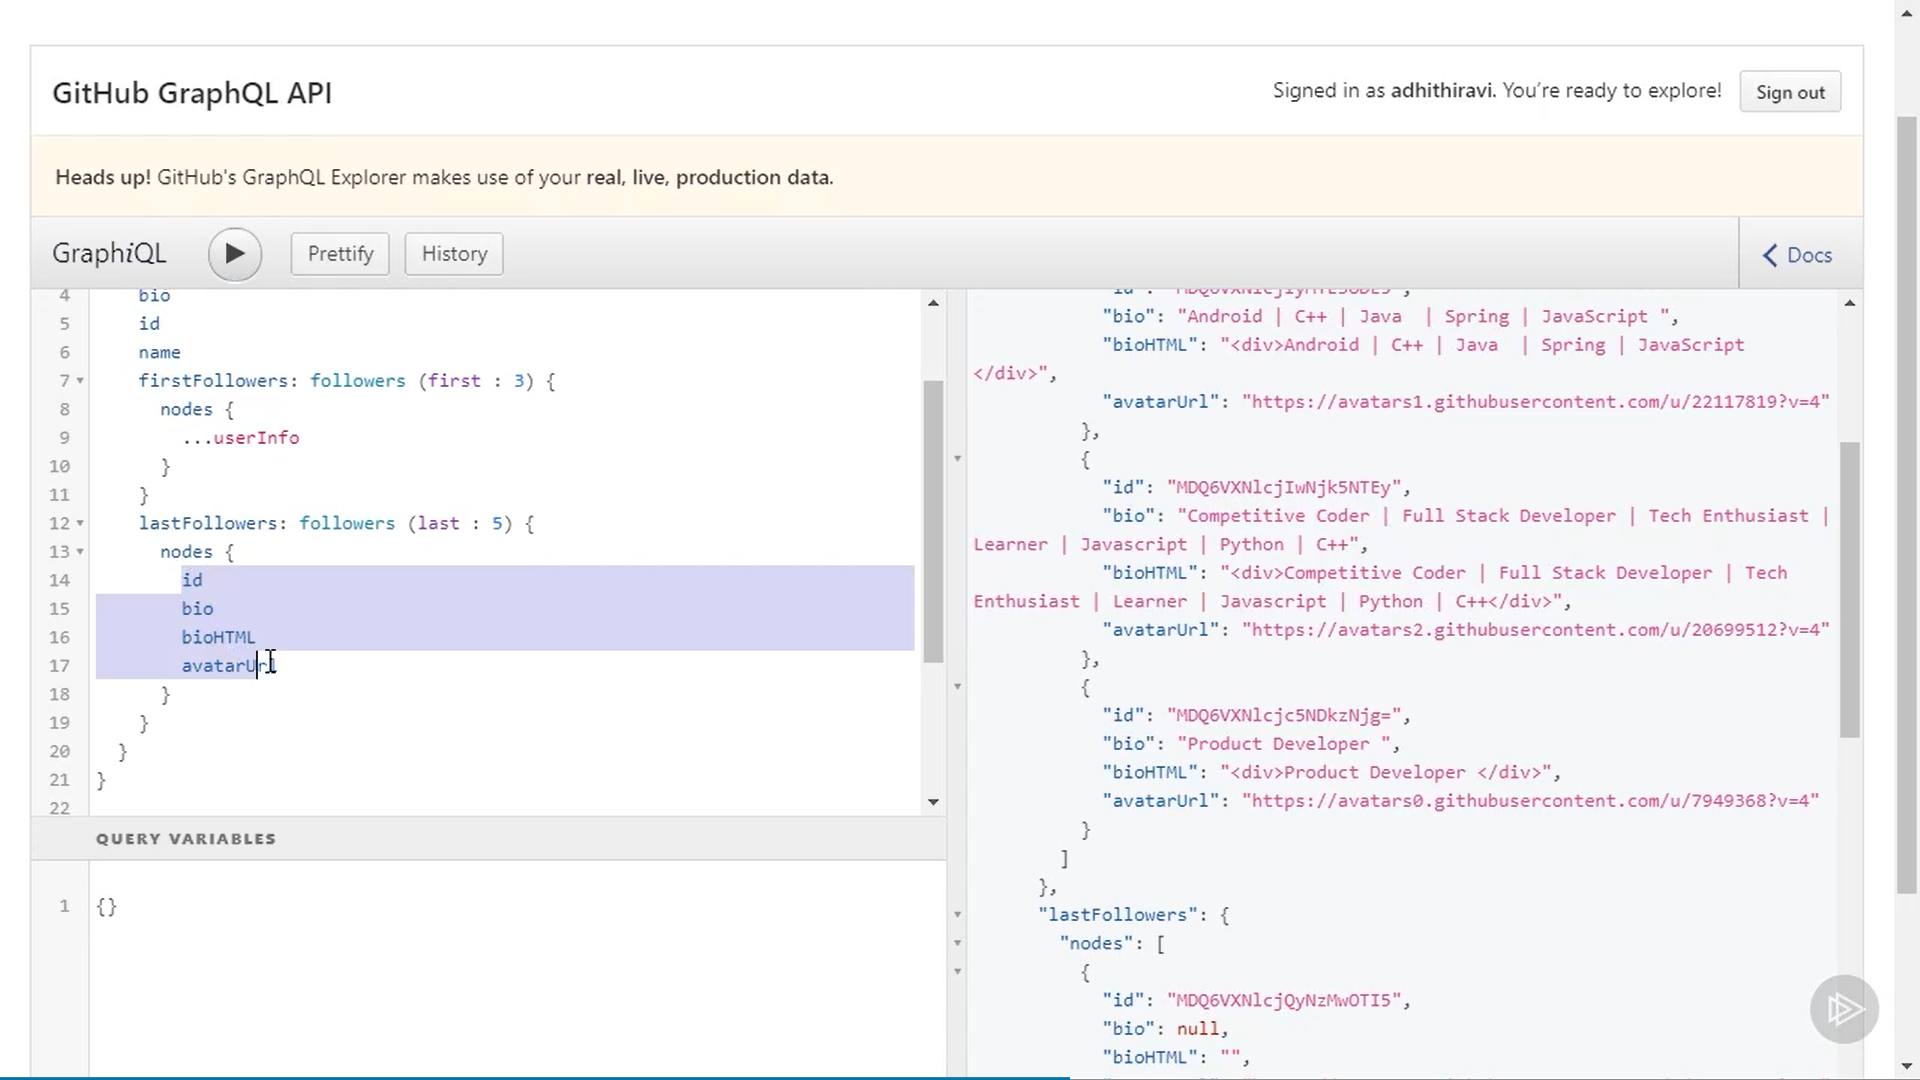 GitHub GraphQL API
Signed in as adhithiravi. You're ready to explore!
Sign out
Heads up! GitHub's GraphQL Explorer makes use of your real, live, production data.
GraphiQL
Prettify
History
Docs
4 bio
5 id
6 name
7 firstFollowers: followers (first : 3) {
8 nodes {
9 ...userInfo
10 }
11 }
12 lastFollowers: followers (last : 5) {
13 nodes {
14 id
15 bio
16 bioHTML
17 avatarUrl
18 }
19 }
20 }
21 }
22
QUERY VARIABLES
1 {}
"bio": "Android | C++ | Java  | Spring | JavaScript ",
"bioHTML": "<div>Android | C++ | Java  | Spring | JavaScript
</div>",
"avatarUrl": "https://avatars1.githubusercontent.com/u/22117819?v=4"
},
{
"id": "MDQ6VXNlcjIwNjk5NTEy",
"bio": "Competitive Coder | Full Stack Developer | Tech Enthusiast |
Learner | Javascript | Python | C++",
"bioHTML": "<div>Competitive Coder | Full Stack Developer | Tech
Enthusiast | Learner | Javascript | Python | C++</div>",
"avatarUrl": "https://avatars2.githubusercontent.com/u/20699512?v=4"
},
{
"id": "MDQ6VXNlcjc5NDkzNjg=",
"bio": "Product Developer ",
"bioHTML": "<div>Product Developer </div>",
"avatarUrl": "https://avatars0.githubusercontent.com/u/7949368?v=4"
}
]
},
"lastFollowers": {
"nodes": [
{
"id": "MDQ6VXNlcjQyNzMwOTI5",
"bio": null,
"bioHTML": "",